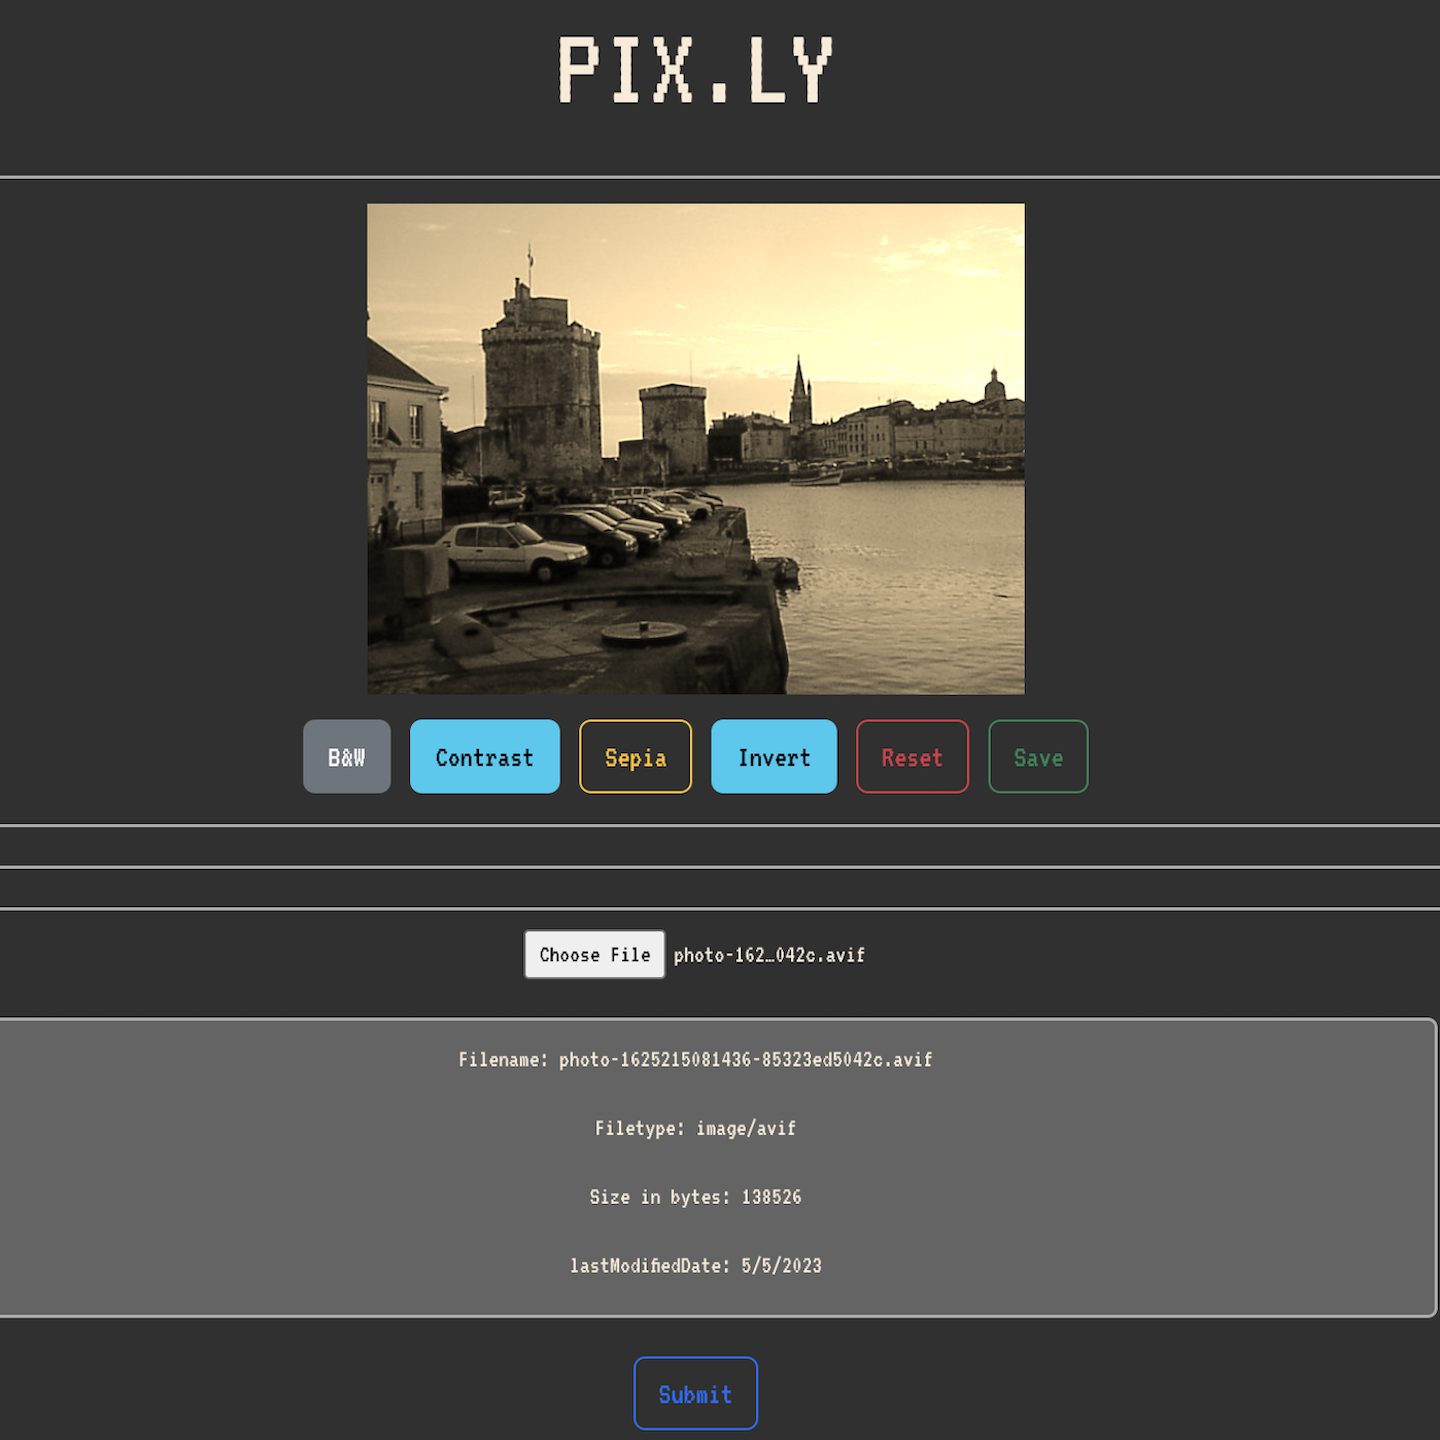 PIX.LY
B&W Contrast Sepia Invert Reset Save
Choose File photo-162…042c.avif
Filename: photo-1625215081436-85323ed5042c.avif
Filetype: image/avif
Size in bytes: 138526
lastModifiedDate: 5/5/2023
Submit